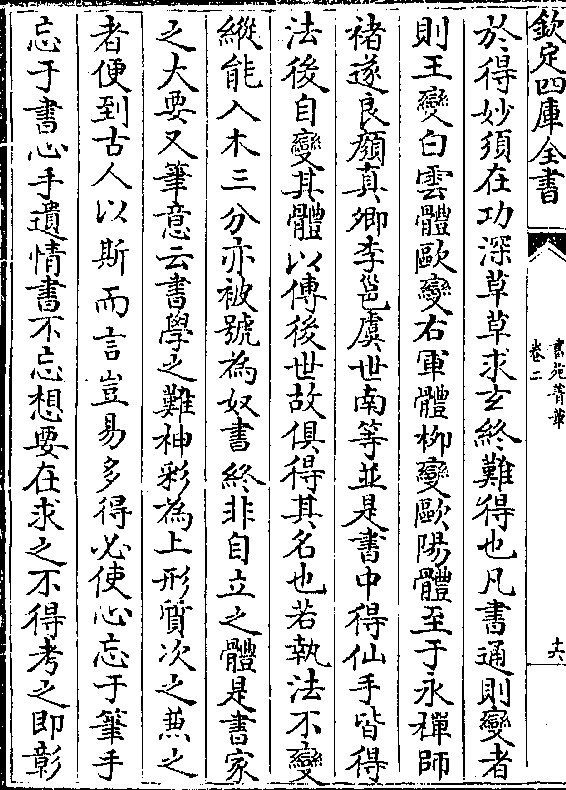 欽定四庫全書
書苑菁華
卷二
十六
於得妙須在功深草草求玄終難得也凡書通則變者
則王變白雲體歐變右軍體柳變歐陽體至于永禪師
褚遂良顏真卿李邕虞世南等並是書中得仙手皆得
法後自變其體以傳後世故俱得其名也若執法不變
縱能入木三分亦被號為奴書終非自立之體是書家
之大要又筆意云書學之難神彩為上形質次之兼之
者便到古人以斯而言豈易多得必使心忘于筆手
忘于書心手遺情書不忘想要在求之不得考之即彰